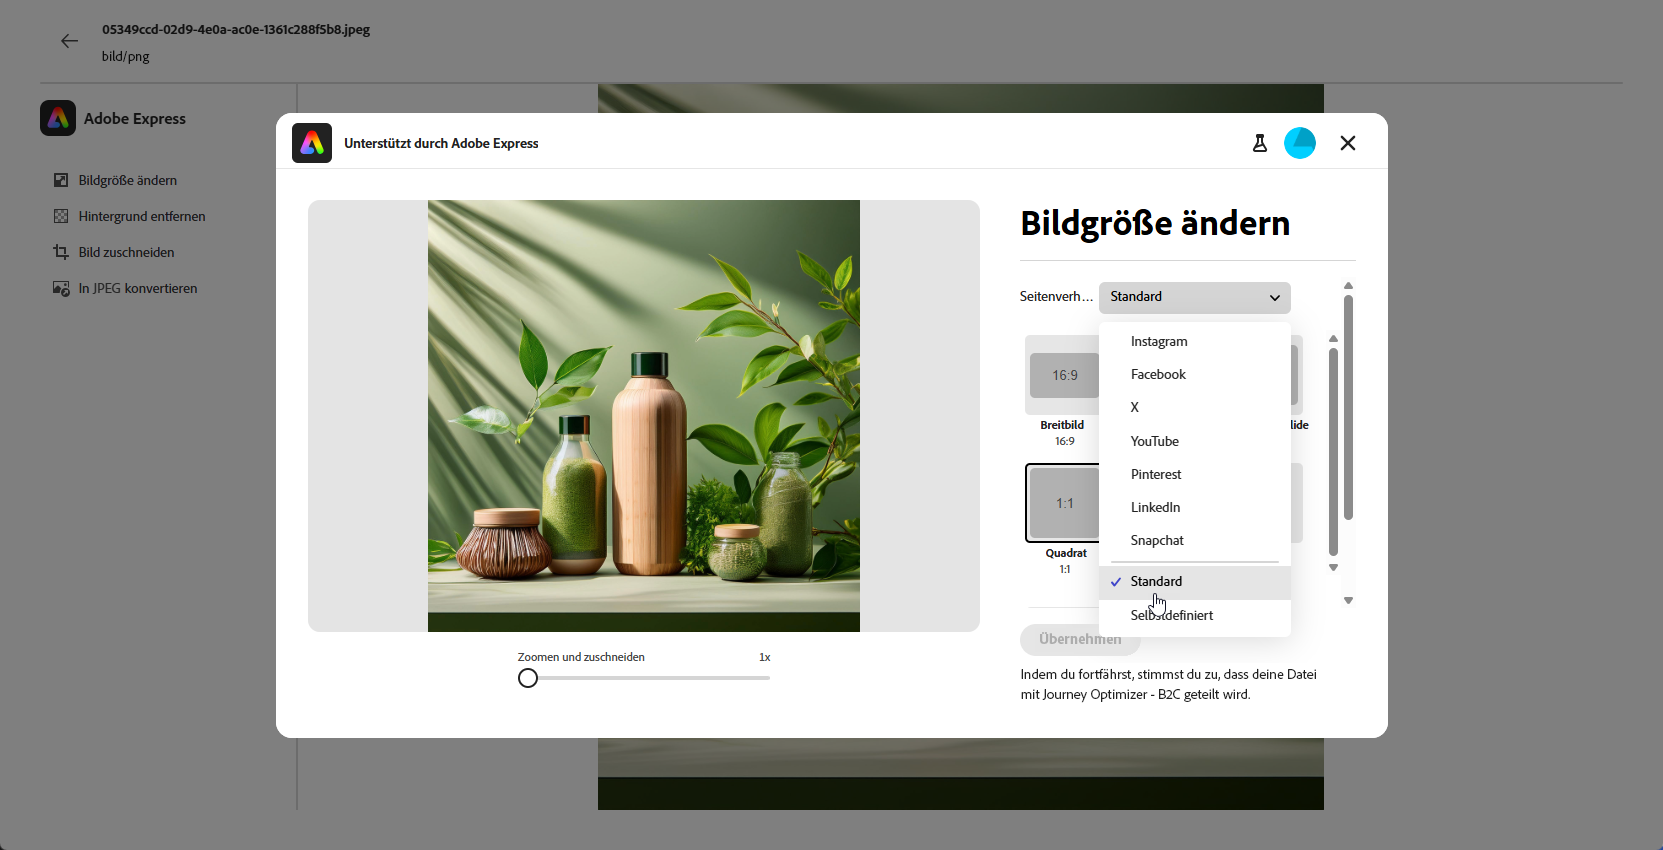 05349ccd-02d9-4e0a-ac0e-1361c288f5b8.jpeg
bild/png
Adobe Express
Bildgröße ändern
Hintergrund entfernen
Bild zuschneiden
In JPEG konvertieren
Unterstützt durch Adobe Express
Zoomen und zuschneiden 1x
Bildgröße ändern
Seitenverh... Standard
Instagram
Facebook
X
YouTube
Pinterest
LinkedIn
Snapchat
Standard
Selbstdefiniert
16:9
Breitbild
16:9
lide
1:1
Quadrat
1:1
Übernehmen
Indem du fortfährst, stimmst du zu, dass deine Datei
mit Journey Optimizer - B2C geteilt wird.